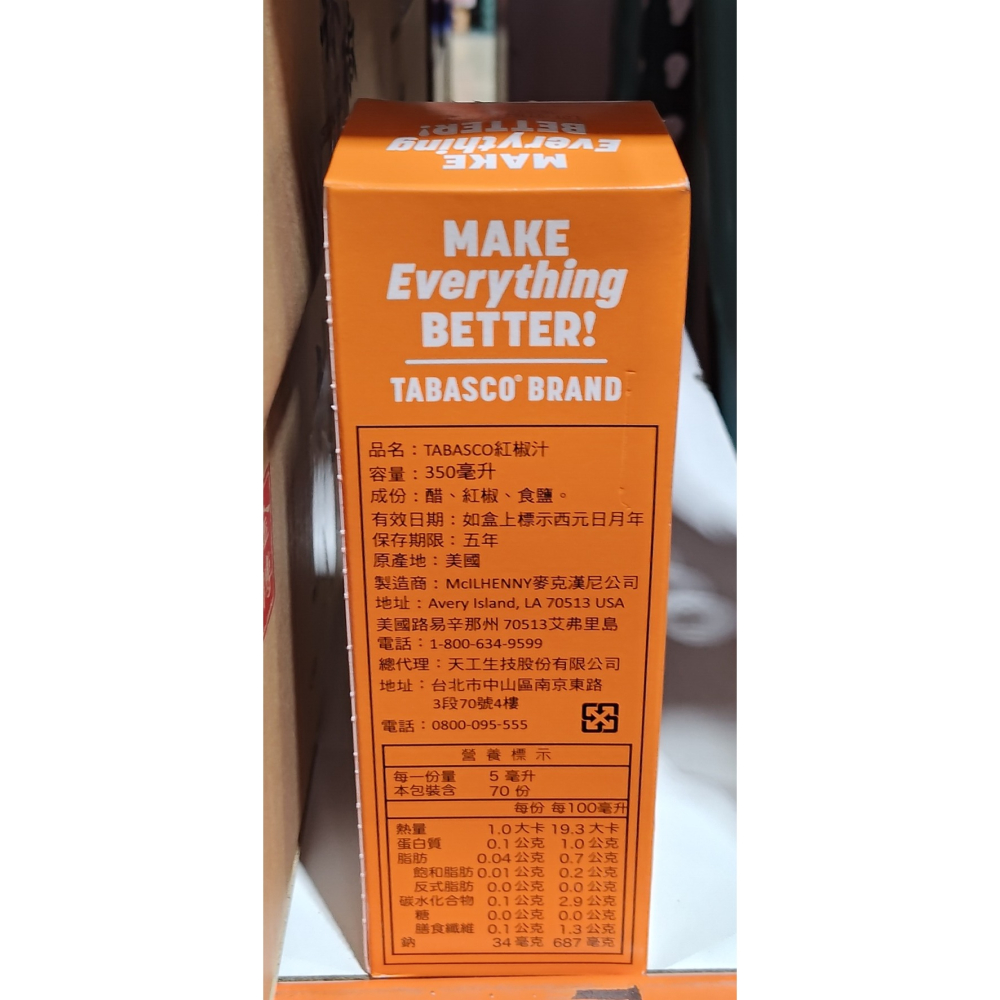 MAKE
Everything
BETTER!
MAKE
Everything
BETTER!
TABASCO® BRAND
品名：TABASCO紅椒汁
容量：350毫升
成份：醋、紅椒、食鹽。
有效日期：如盒上標示西元日月年
保存期限：五年
原產地：美國
製造商：McILHENNY麥克漢尼公司
地址：Avery Island, LA 70513 USA
美國路易辛那州 70513艾弗里島
電話：1-800-634-9599
總代理：天工生技股份有限公司
地址：台北市中山區南京東路
3段70號4樓
電話：0800-095-555
營養標示
每一份量 5 毫升
本包裝含 70 份
每份 每100毫升
熱量 1.0 大卡 19.3 大卡
蛋白質 0.1 公克 1.0 公克
脂肪 0.04 公克 0.7 公克
飽和脂肪 0.01 公克 0.2 公克
反式脂肪 0.0 公克 0.0 公克
碳水化合物 0.1 公克 2.9 公克
糖 0.0 公克 0.0 公克
膳食纖維 0.1 公克 1.3 公克
鈉 34 毫克 687 毫克